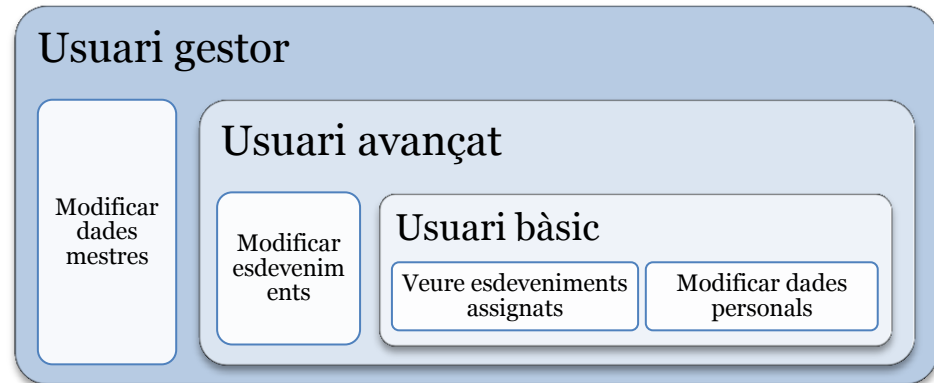 Usuari gestor
Modificar
dades
mestres
Usuari avançat
Modificar
esdevenim
ents
Usuari bàsic
Veure esdeveniments
assignats
Modificar dades
personals